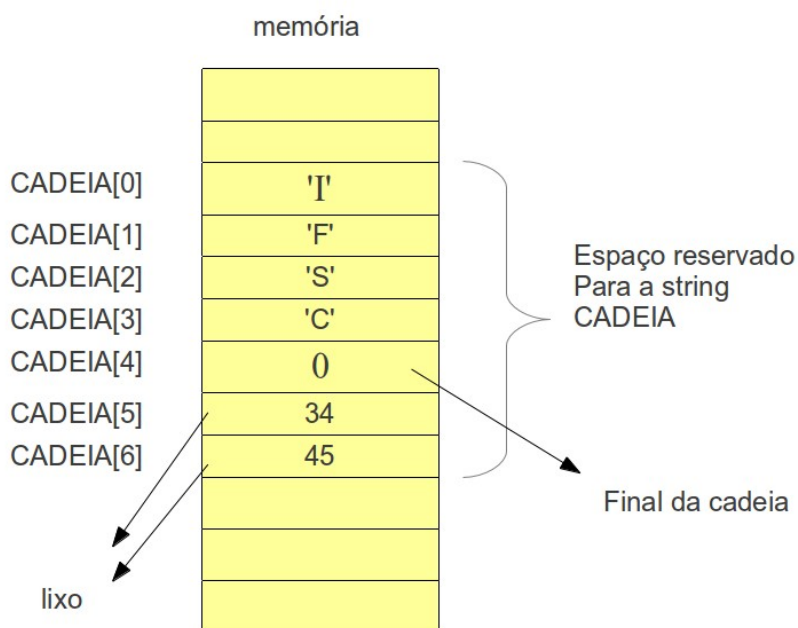 memória
CADEIA[0]
'I'
CADEIA[1]
'F'
CADEIA[2]
'S'
CADEIA[3]
'C'
CADEIA[4]
0
CADEIA[5]
34
CADEIA[6]
45
Espaço reservado
Para a string
CADEIA
Final da cadeia
lixo